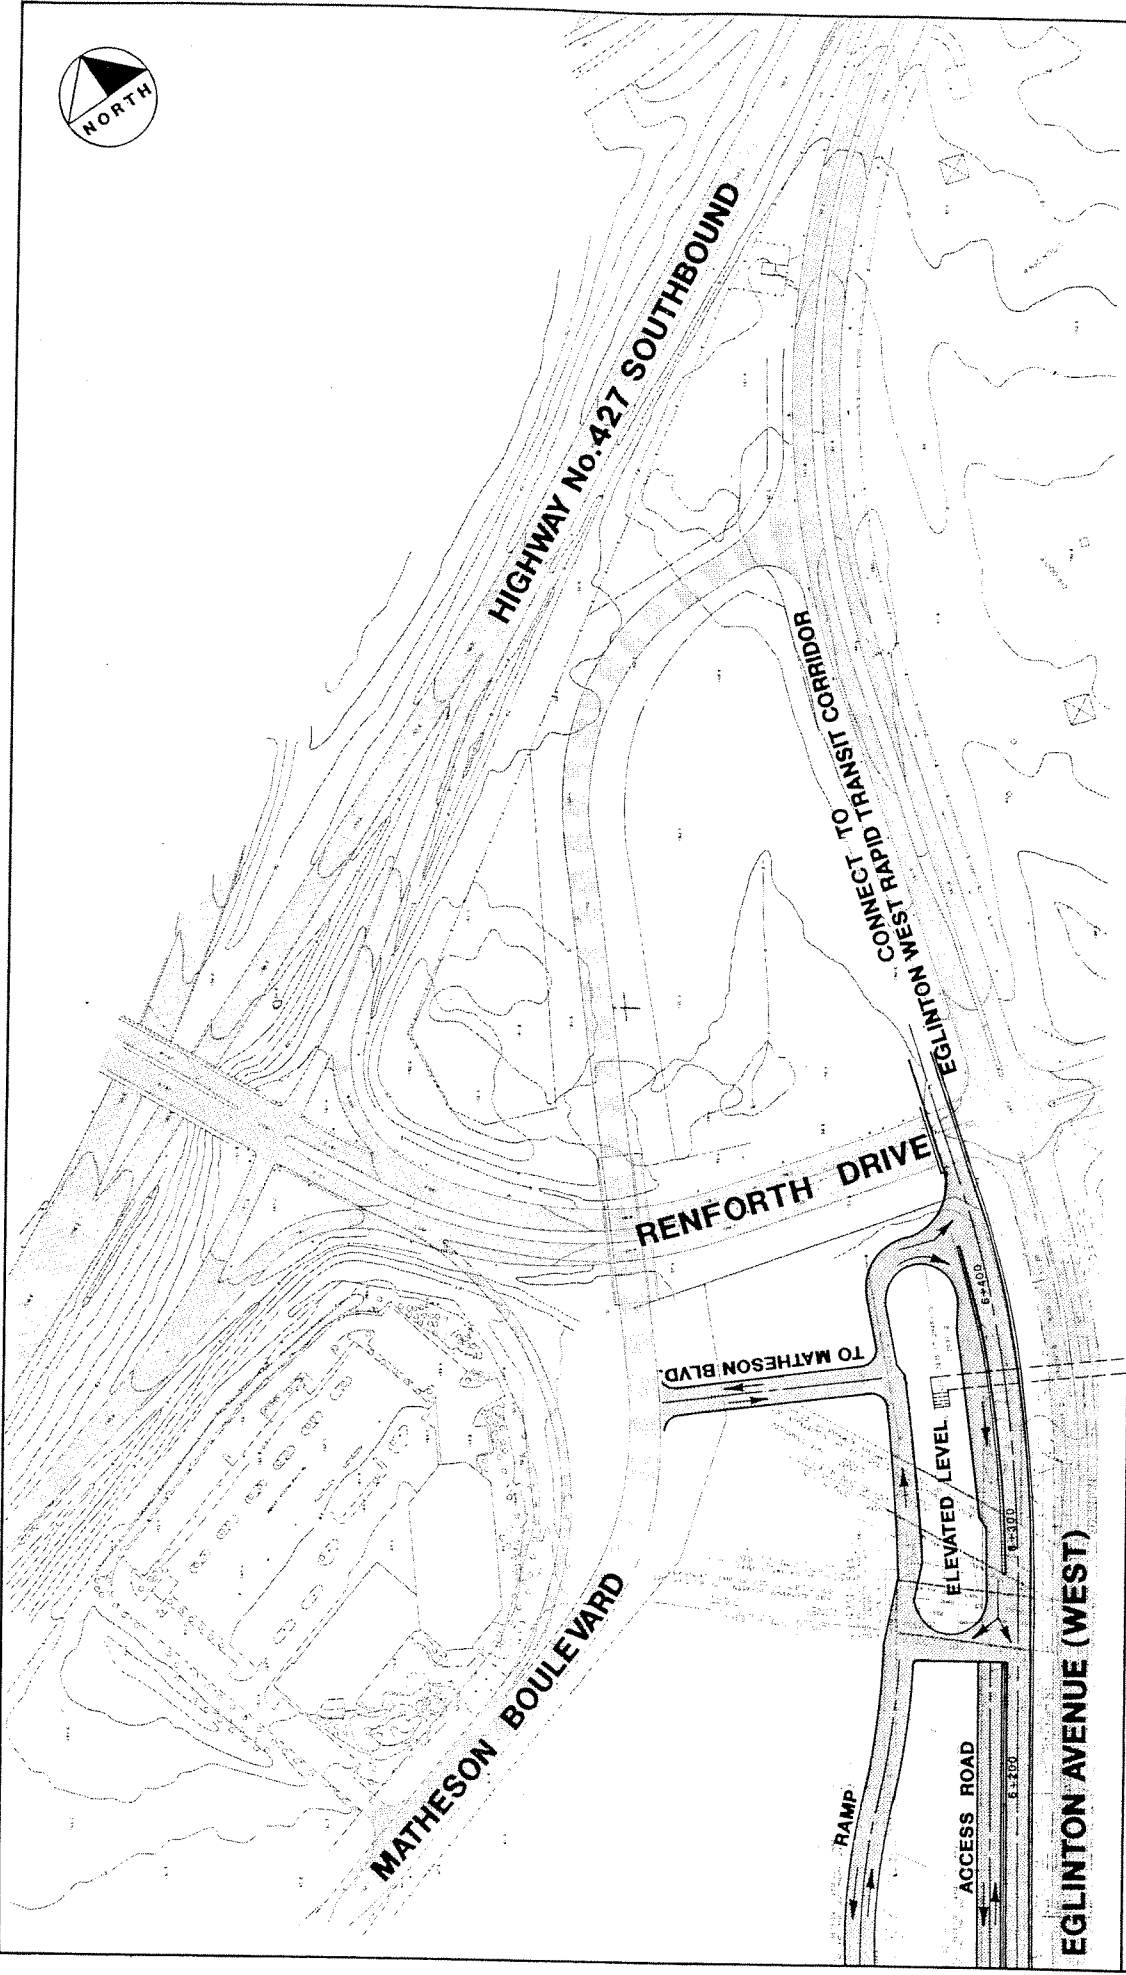 NORTH
HIGHWAY No.427 SOUTHBOUND
CONNECT TO
EGLINTON WEST RAPID TRANSIT CORRIDOR
RENFORTH DRIVE
TO MATHESON BLVD.
6+400
ELEVATED LEVEL
6+300
MATHESON BOULEVARD
RAMP
ACCESS ROAD
6+200
EGLINTON AVENUE (WEST)